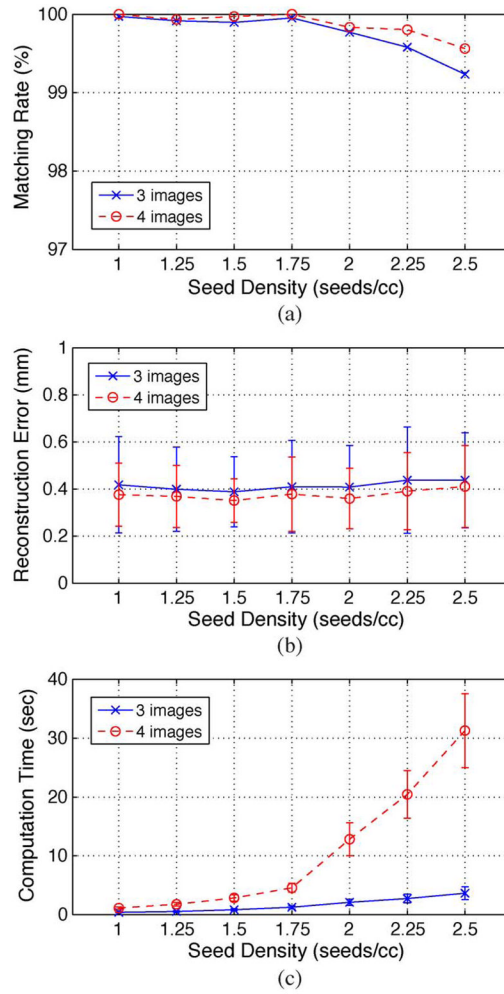 100
99
98
97
Matching Rate (%)
3 images
4 images
1 1.25 1.5 1.75 2 2.25 2.5
Seed Density (seeds/cc)
(a)
1
0.8
0.6
0.4
0.2
0
Reconstruction Error (mm)
3 images
4 images
1 1.25 1.5 1.75 2 2.25 2.5
Seed Density (seeds/cc)
(b)
40
30
20
10
0
Computation Time (sec)
3 images
4 images
1 1.25 1.5 1.75 2 2.25 2.5
Seed Density (seeds/cc)
(c)